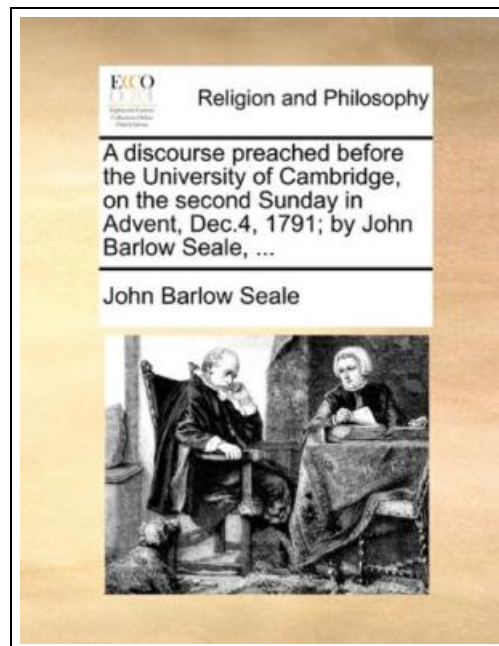 ECCO
Religion and Philosophy
A discourse preached before
the University of Cambridge,
on the second Sunday in
Advent, Dec.4, 1791; by John
Barlow Seale, ...
John Barlow Seale